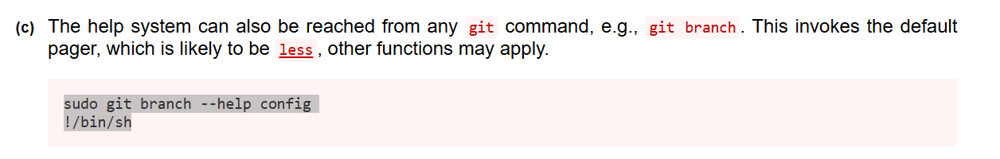 (c) The help system can also be reached from any git command, e.g., git branch. This invokes the default
pager, which is likely to be less, other functions may apply.
sudo git branch --help config
!/bin/sh